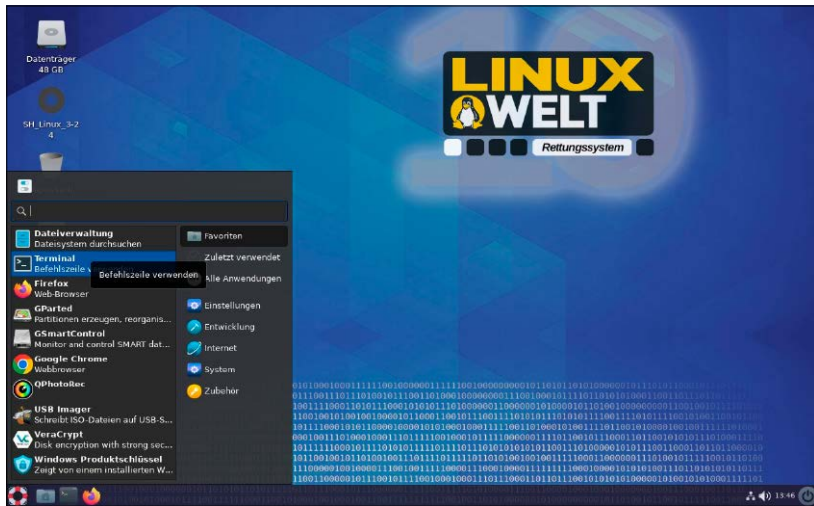 Datenträger
48 GB
SH_Linux_3-2
4
10
LINUX
WELT
Rettungssystem
Dateiverwaltung
Dateisystem durchsuchen
Terminal
Befehlszeile
Befehlszeile verwenden
Firefox
Web-Browser
GParted
Partitionen erzeugen, reorganis...
GSmartControl
Monitor and control SMART dat...
Google Chrome
Webbrowser
QPhotoRec
USB Imager
Schreibt ISO-Dateien auf USB-S...
VeraCrypt
Disk encryption with strong sec...
Windows Produktschlüssel
Zeigt von einem installierten W...
Favoriten
Zuletzt verwendet
Alle Anwendungen
Einstellungen
Entwicklung
Internet
System
Zubehör
13:46